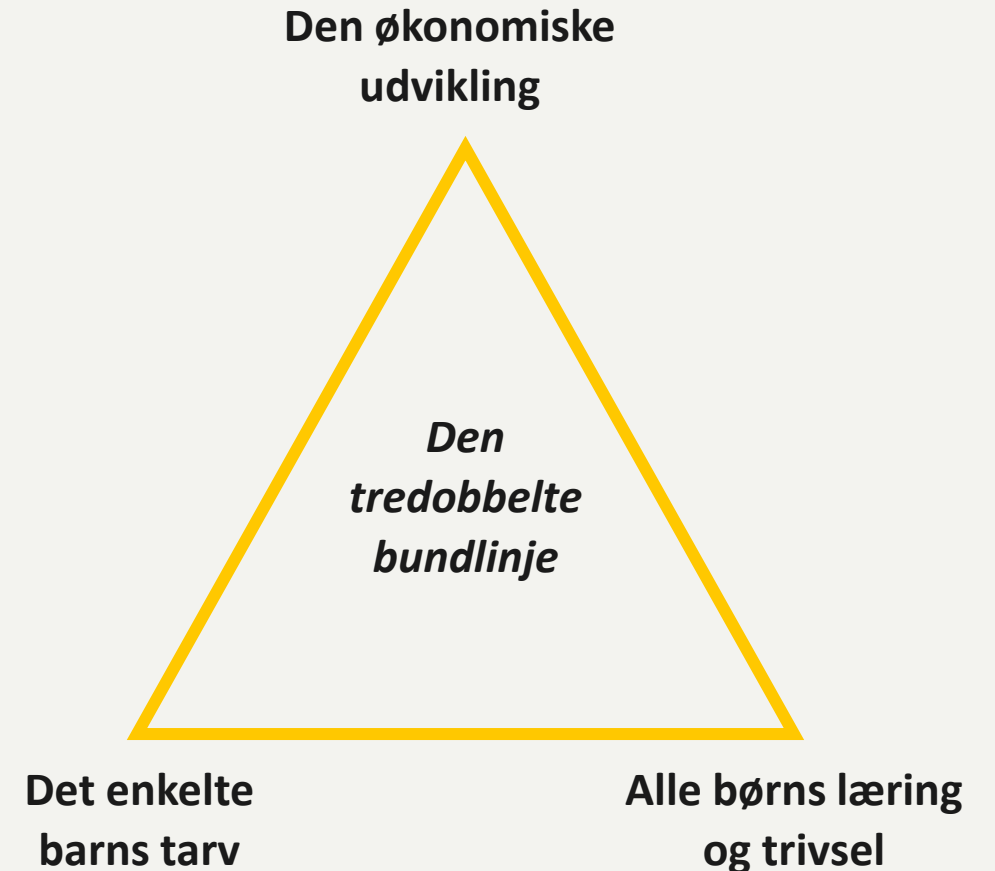 Den økonomiske
udvikling
Den
tredobbelte
bundlinje
Det enkelte
barns tarv
Alle børns læring
og trivsel